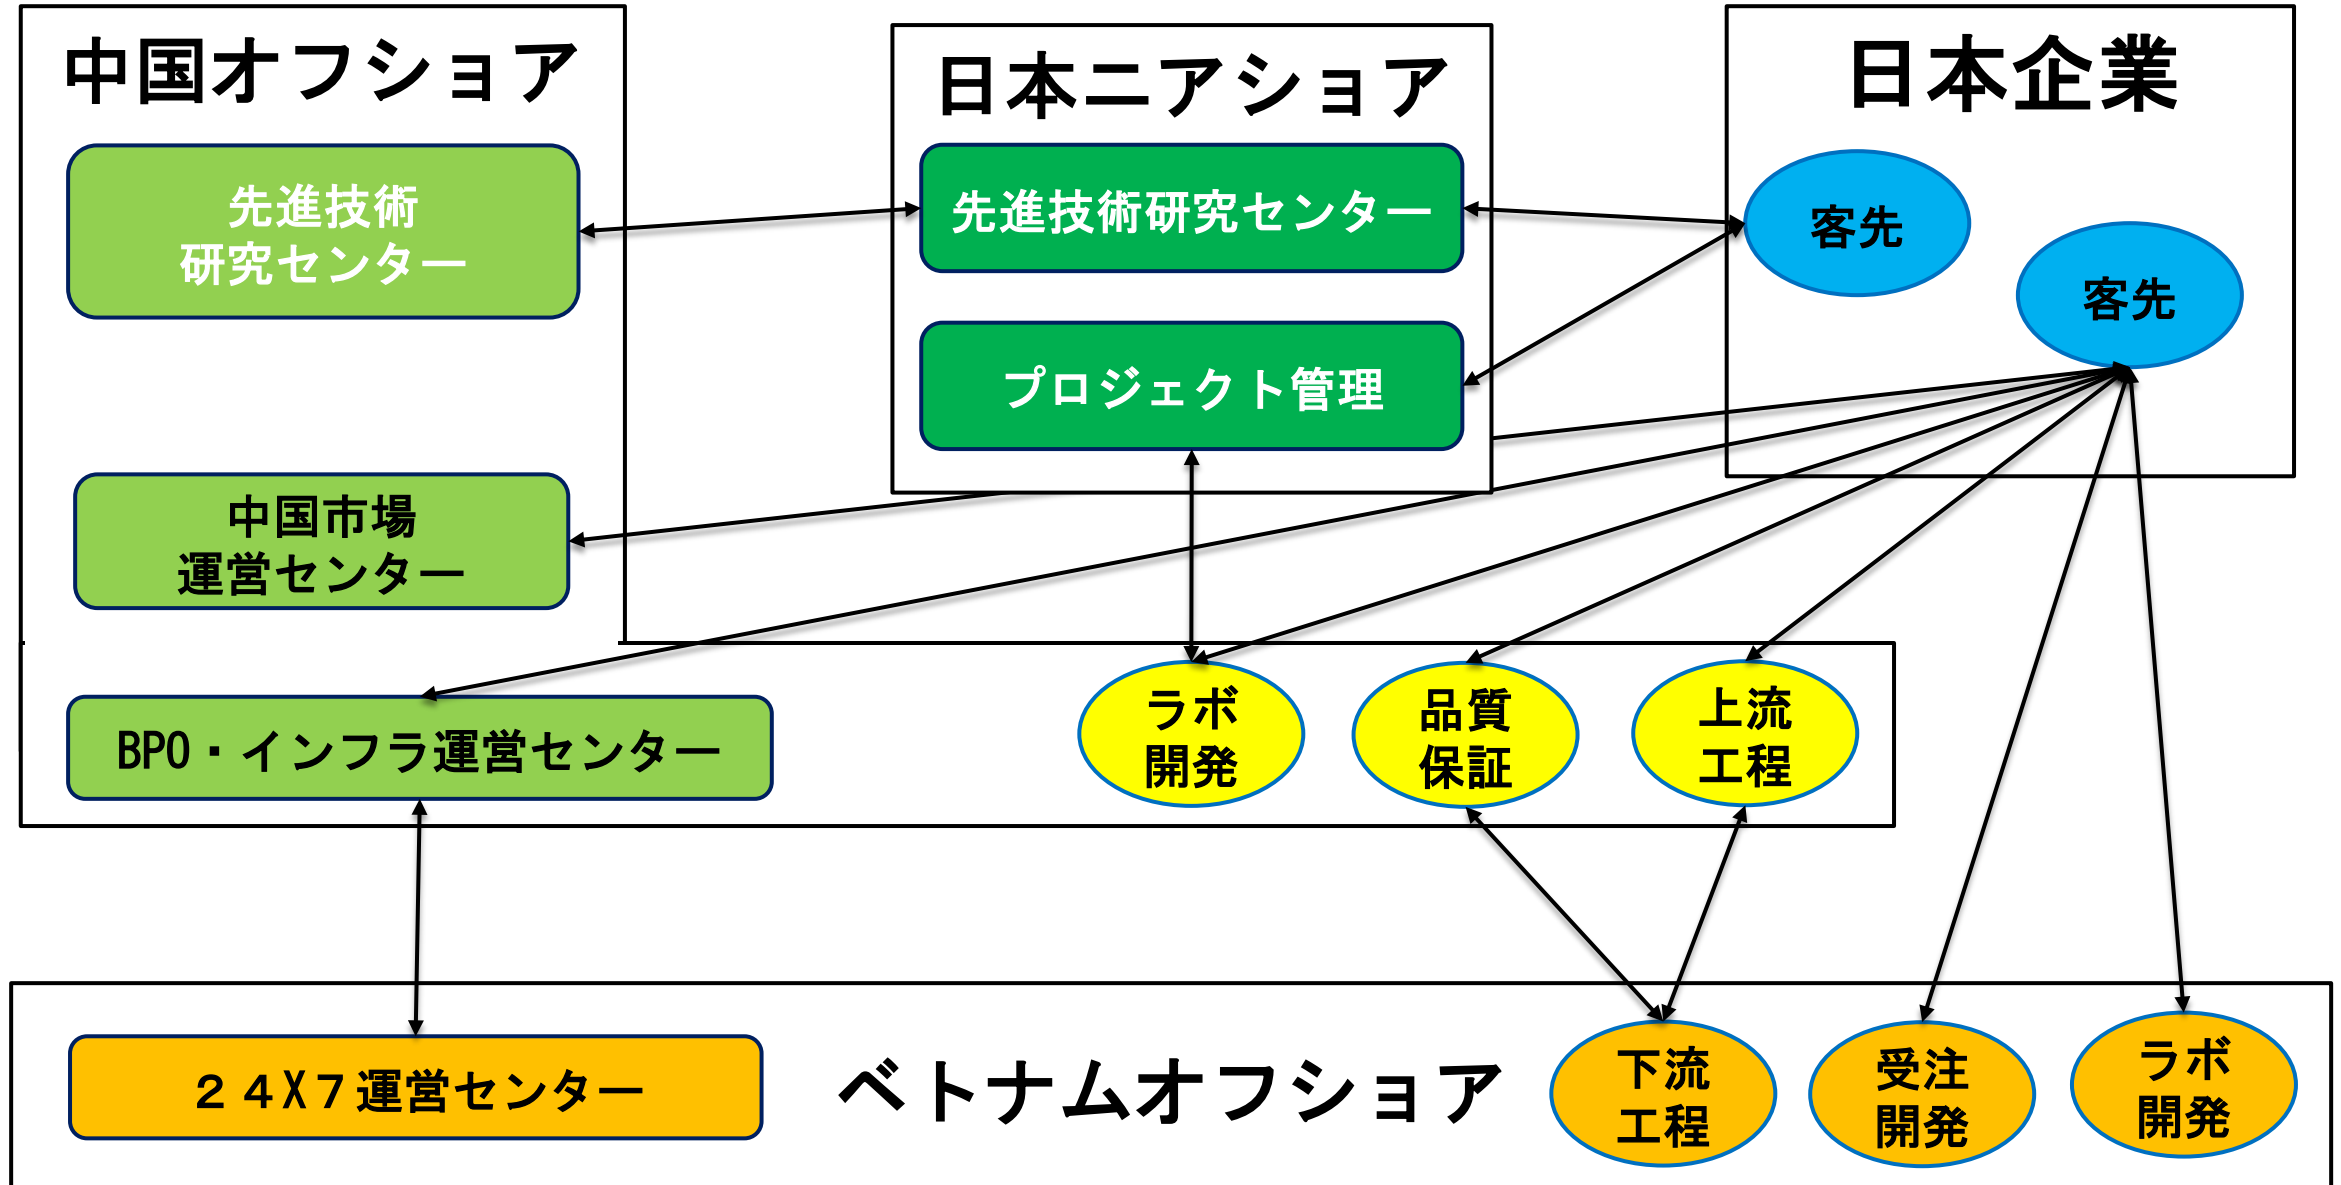 中国オフショア
先進技術
研究センター
中国市場
運営センター
BPO・インフラ運営センター
日本ニアショア
先進技術研究センター
プロジェクト管理
日本企業
客先
客先
ラボ
開発
品質
保証
上流
工程
２４X７運営センター
ベトナムオフショア
下流
工程
受注
開発
ラボ
開発